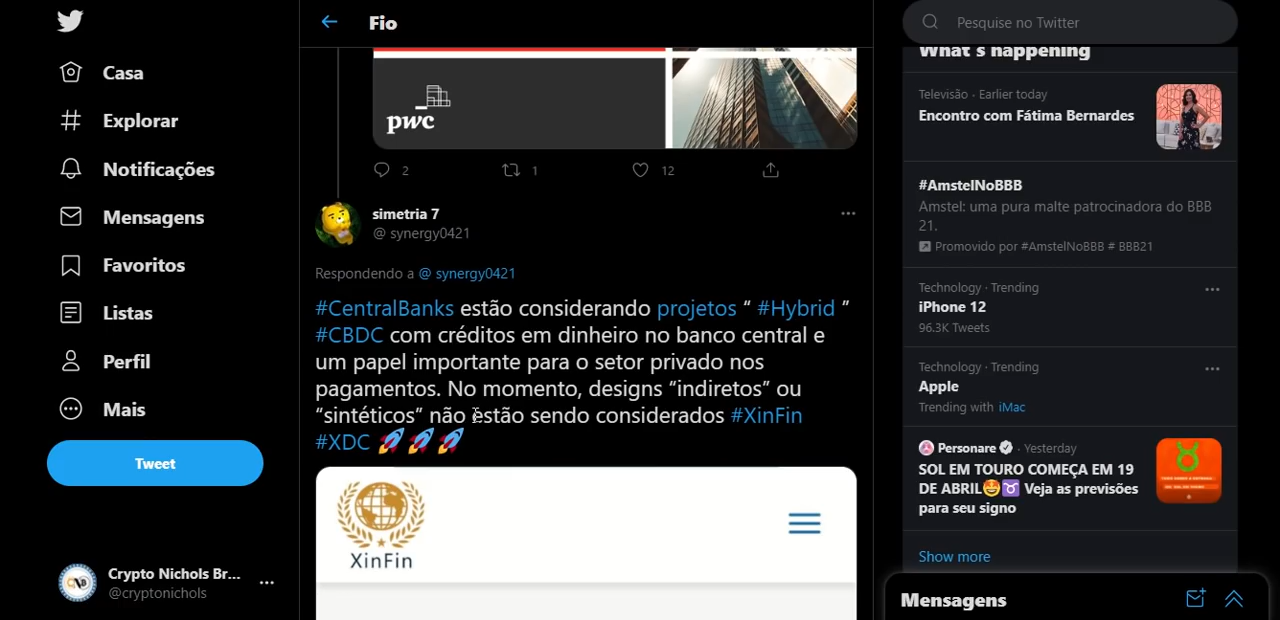 Casa
Explorar
Notificações
Mensagens
Favoritos
Listas
Perfil
Mais
Tweet
Crypto Nichols Br...
@cryptonichols
Fio
pwc
2
1
12
simetria 7
@ synergy0421
Respondendo a @ synergy0421
#CentralBanks estão considerando projetos “ #Hybrid ”
#CBDC com créditos em dinheiro no banco central e
um papel importante para o setor privado nos
pagamentos. No momento, designs “indiretos” ou
“sintéticos” não estão sendo considerados #XinFin
#XDC 🚀🚀🚀
XinFin
Pesquise no Twitter
What's happening
Televisão · Earlier today
Encontro com Fátima Bernardes
#AmstelNoBBB
Amstel: uma pura malte patrocinadora do BBB
21.
Promovido por #AmstelNoBBB # BBB21
Technology · Trending
iPhone 12
96.3K Tweets
Technology · Trending
Apple
Trending with iMac
Personare · Yesterday
SOL EM TOURO COMEÇA EM 19
DE ABRIL🤩♉ Veja as previsões
para seu signo
Show more
Mensagens